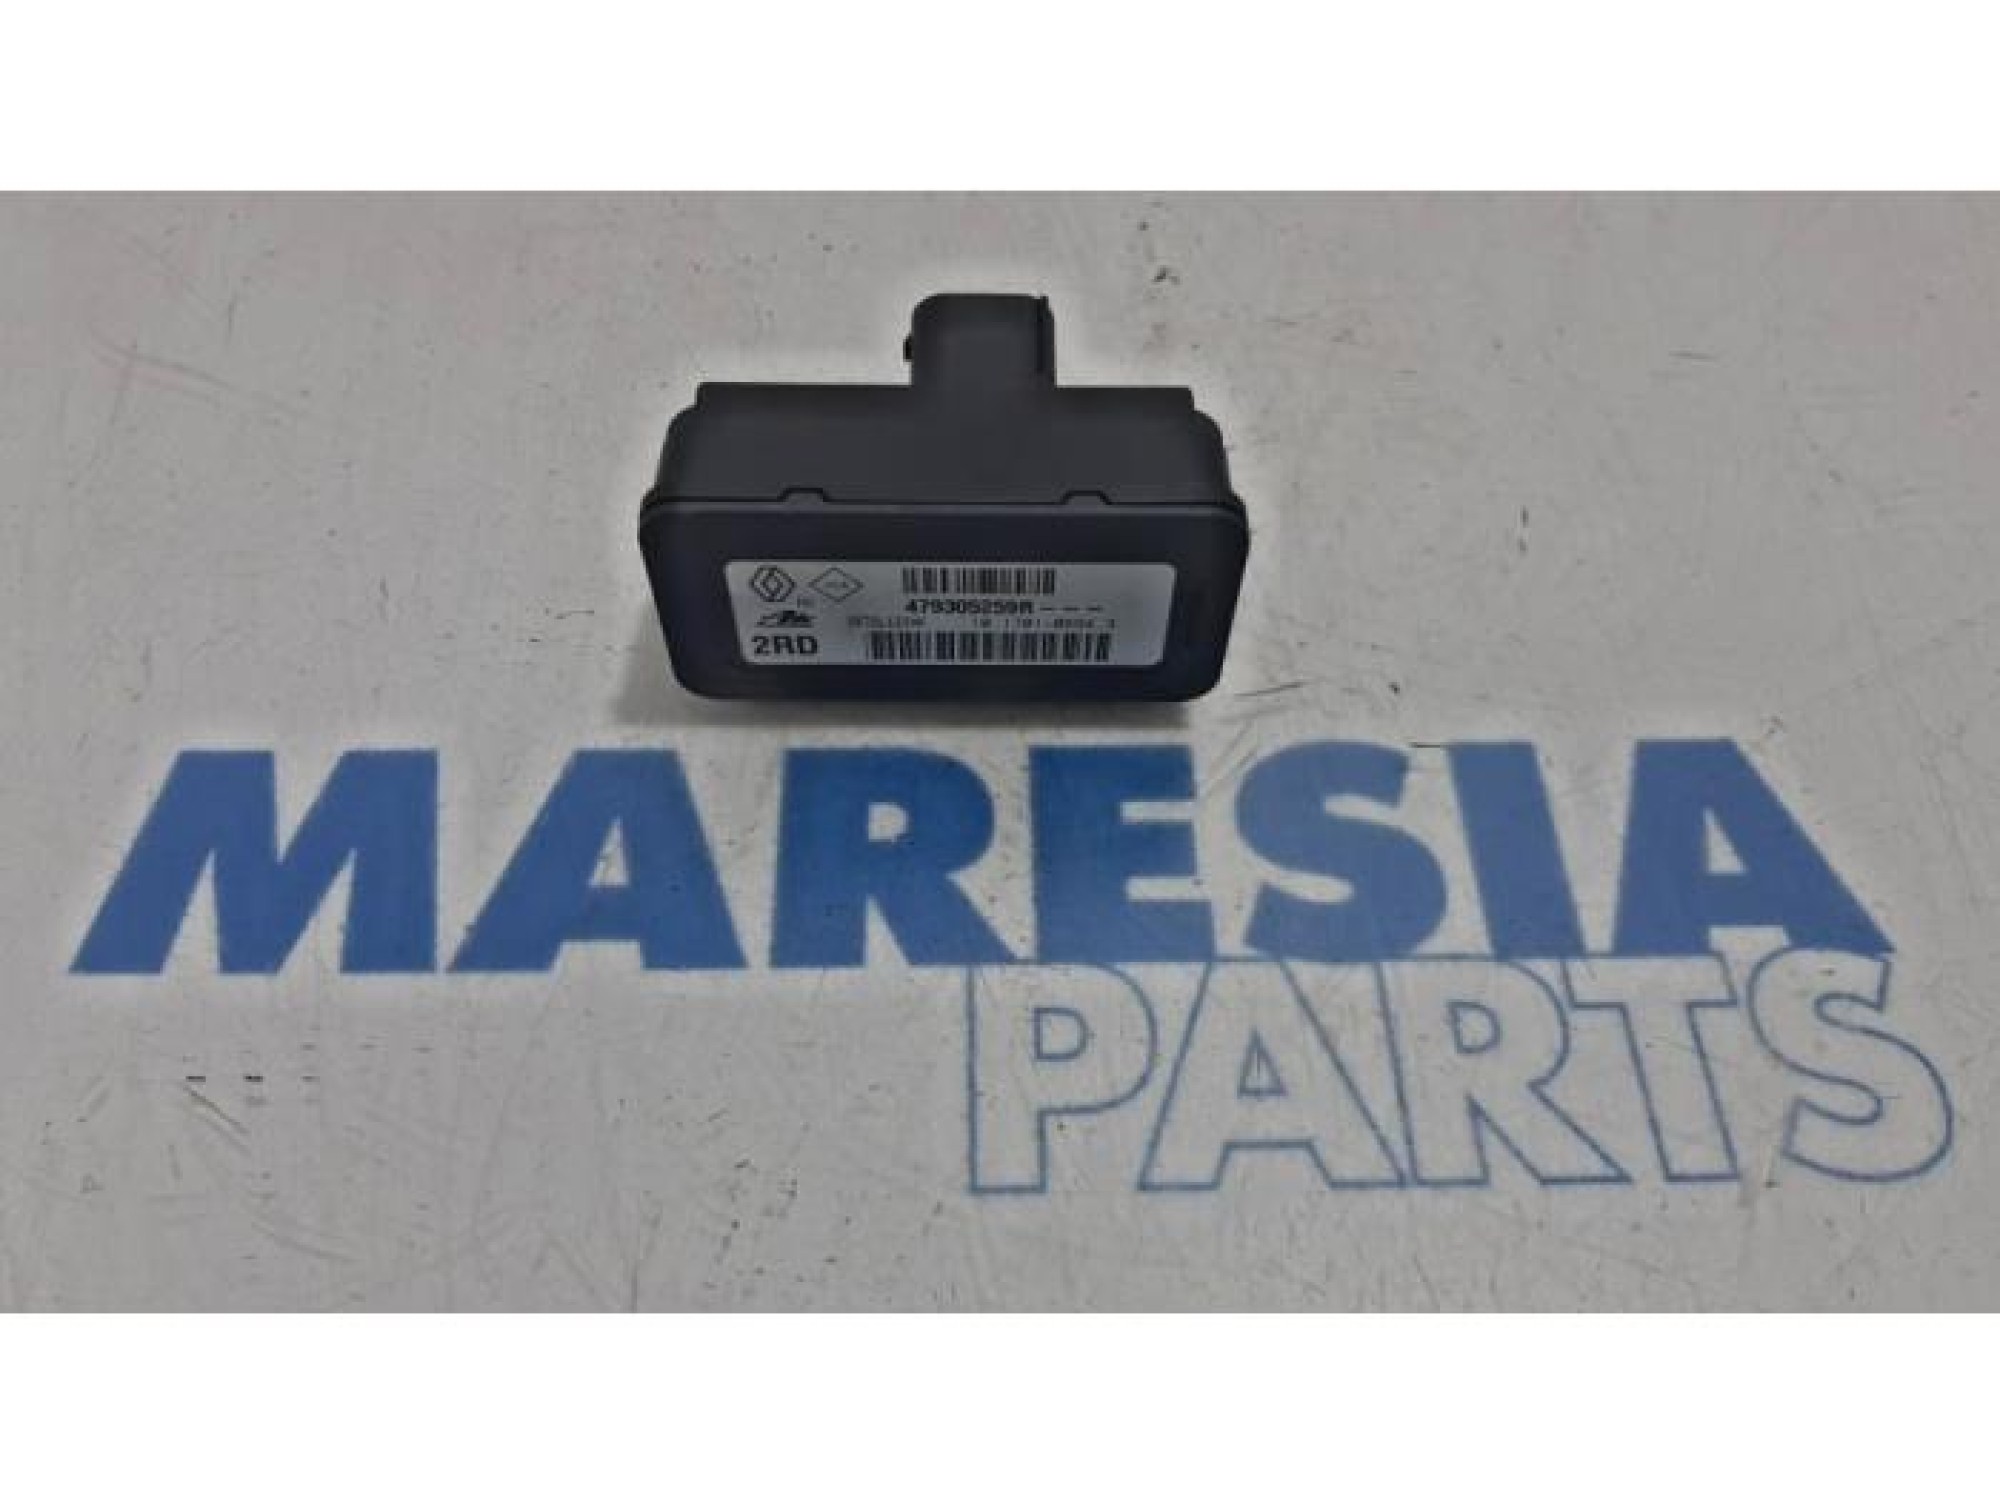 479305259R---
2RD
MARESIA
PARTS